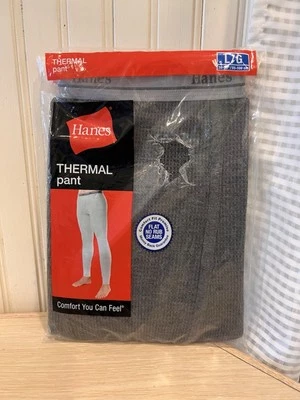 THERMAL
pant
Hanes
L/G
Hanes
Hanes
THERMAL
pant
FLAT
NO RUB
SEAMS
Comfort You Can Feel®